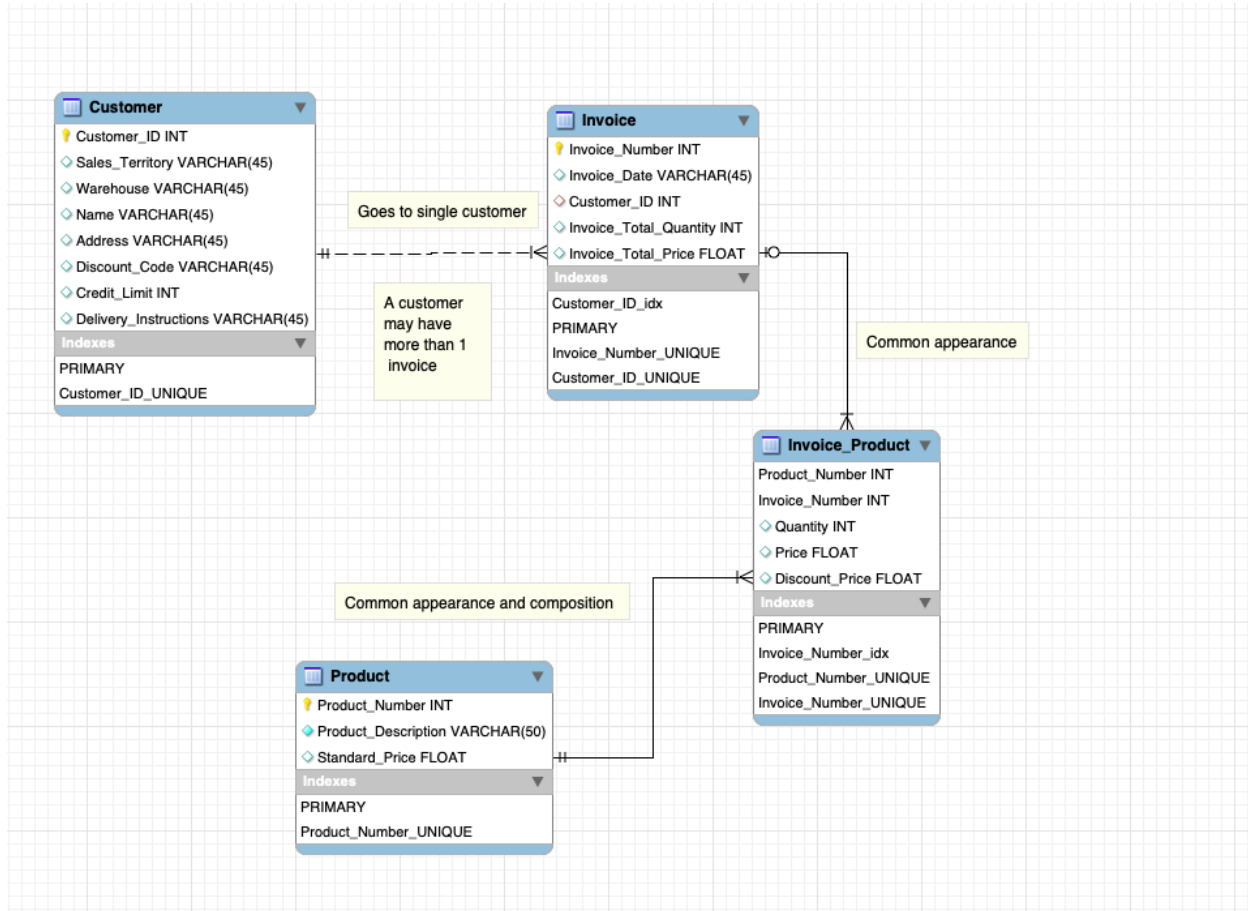 Customer
Customer_ID INT
Sales_Territory VARCHAR(45)
Warehouse VARCHAR(45)
Name VARCHAR(45)
Address VARCHAR(45)
Discount_Code VARCHAR(45)
Credit_Limit INT
Delivery_Instructions VARCHAR(45)
Indexes
PRIMARY
Customer_ID_UNIQUE
Goes to single customer
A customer
may have
more than 1
invoice
Invoice
Invoice_Number INT
Invoice_Date VARCHAR(45)
Customer_ID INT
Invoice_Total_Quantity INT
Invoice_Total_Price FLOAT
Indexes
Customer_ID_idx
PRIMARY
Invoice_Number_UNIQUE
Customer_ID_UNIQUE
Common appearance
Invoice_Product
Product_Number INT
Invoice_Number INT
Quantity INT
Price FLOAT
Discount_Price FLOAT
Indexes
PRIMARY
Invoice_Number_idx
Product_Number_UNIQUE
Invoice_Number_UNIQUE
Common appearance and composition
Product
Product_Number INT
Product_Description VARCHAR(50)
Standard_Price FLOAT
Indexes
PRIMARY
Product_Number_UNIQUE